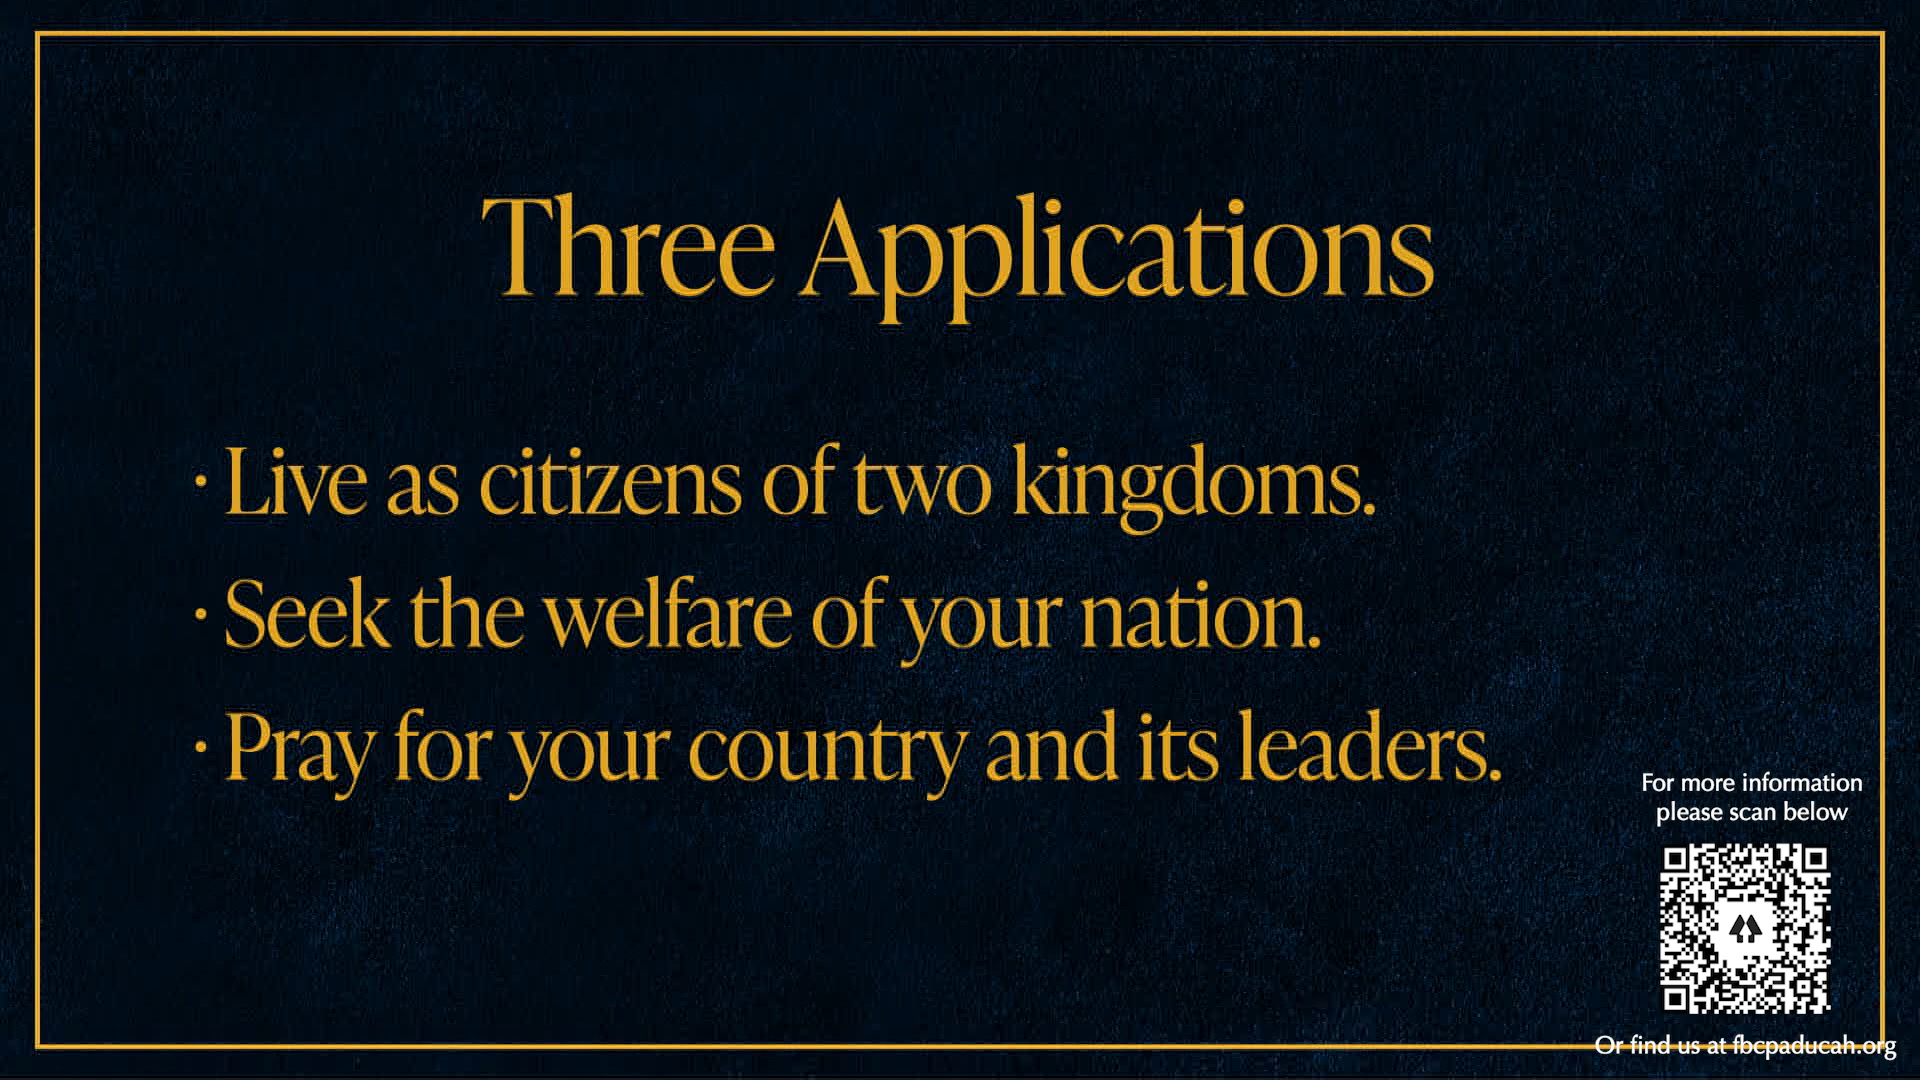 Three Applications
· Live as citizens of two kingdoms.
· Seek the welfare of your nation.
· Pray for your country and its leaders.
For more information
please scan below
Or find us at fbcpaducah.org